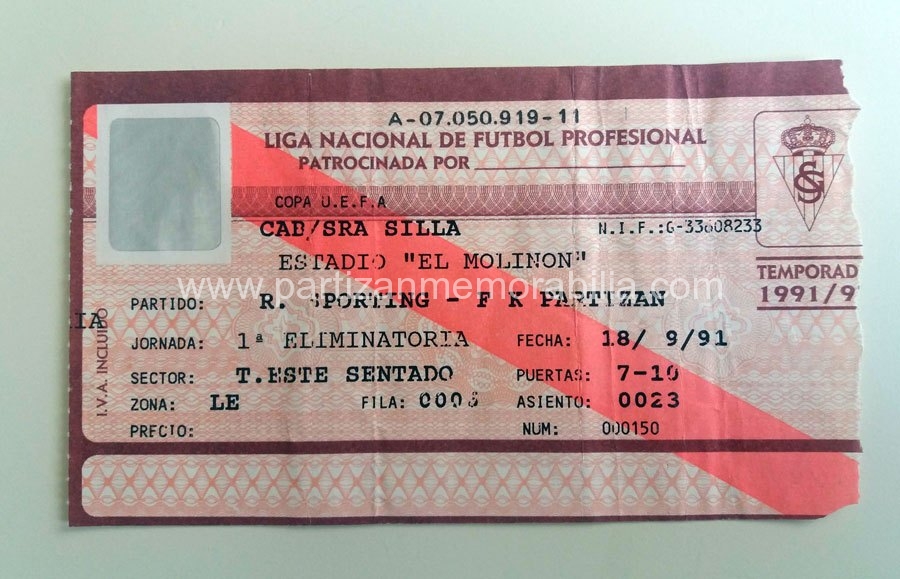 A-07.050.919-11
LIGA NACIONAL DE FUTBOL PROFESIONAL
PATROCINADA POR
COPA U.E.F.A
CAB/SRA SILLA N.I.F.:G-33608233
ESTADIO "EL MOLINON"
www.partizanmemorabilia.com
TEMPORAD
1991/9
PARTIDO: R. SPORTING - F K PARTIZAN
JORNADA: 1ª ELIMINATORIA FECHA: 18/ 9/91
SECTOR: T.ESTE SENTADO PUERTAS: 7-10
ZONA: LE FILA: ASIENTO: 0023
PRECIO: NUM: 000150
I.V.A. INCLUIDO